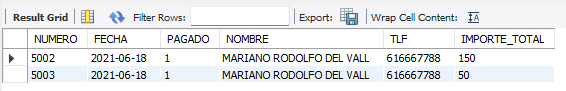 Result Grid Filter Rows: Export: Wrap Cell Content:
NUMERO FECHA PAGADO NOMBRE TLF IMPORTE_TOTAL
5002 2021-06-18 1 MARIANO RODOLFO DEL VALL 616667788 150
5003 2021-06-18 1 MARIANO RODOLFO DEL VALL 616667788 50